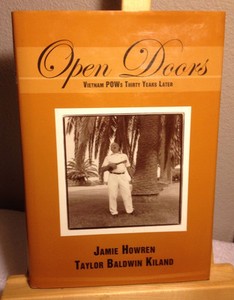 Open Doors
VIETNAM POWS THIRTY YEARS LATER
JAMIE HOWREN
TAYLOR BALDWIN KILAND